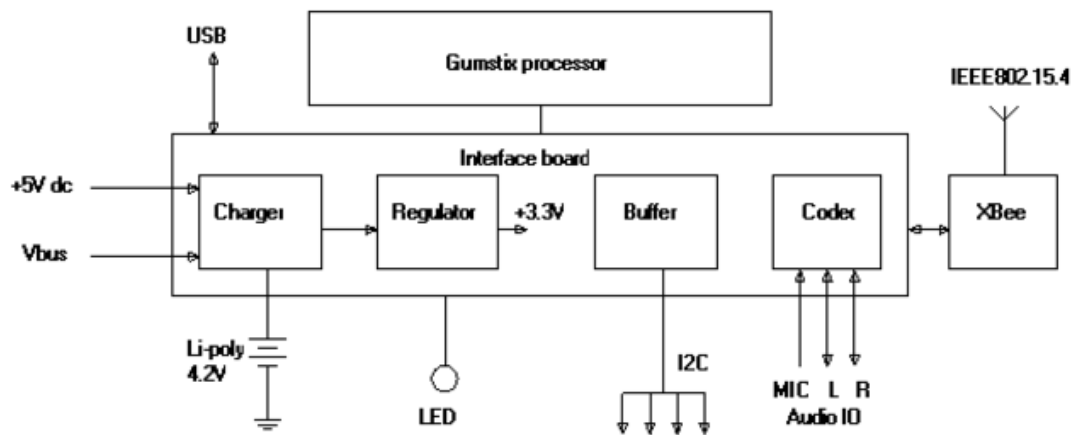 USB
Gumstix processor
IEEE802.15.4
Interface board
+5V dc
Charger
Regulator
+3.3V
Buffer
Codec
XBee
Vbus
Li-poly
4.2V
I2C
LED
MIC L R
Audio IO